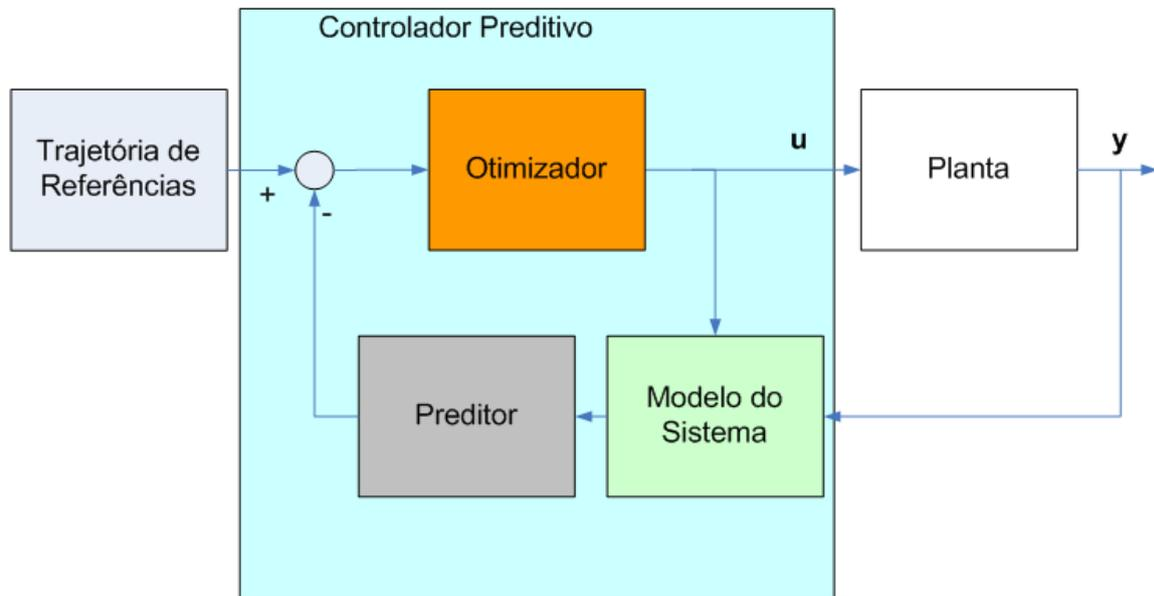 Controlador Preditivo
Trajetória de
Referências
+
-
Otimizador
u
Planta
y
Preditor
Modelo do
Sistema